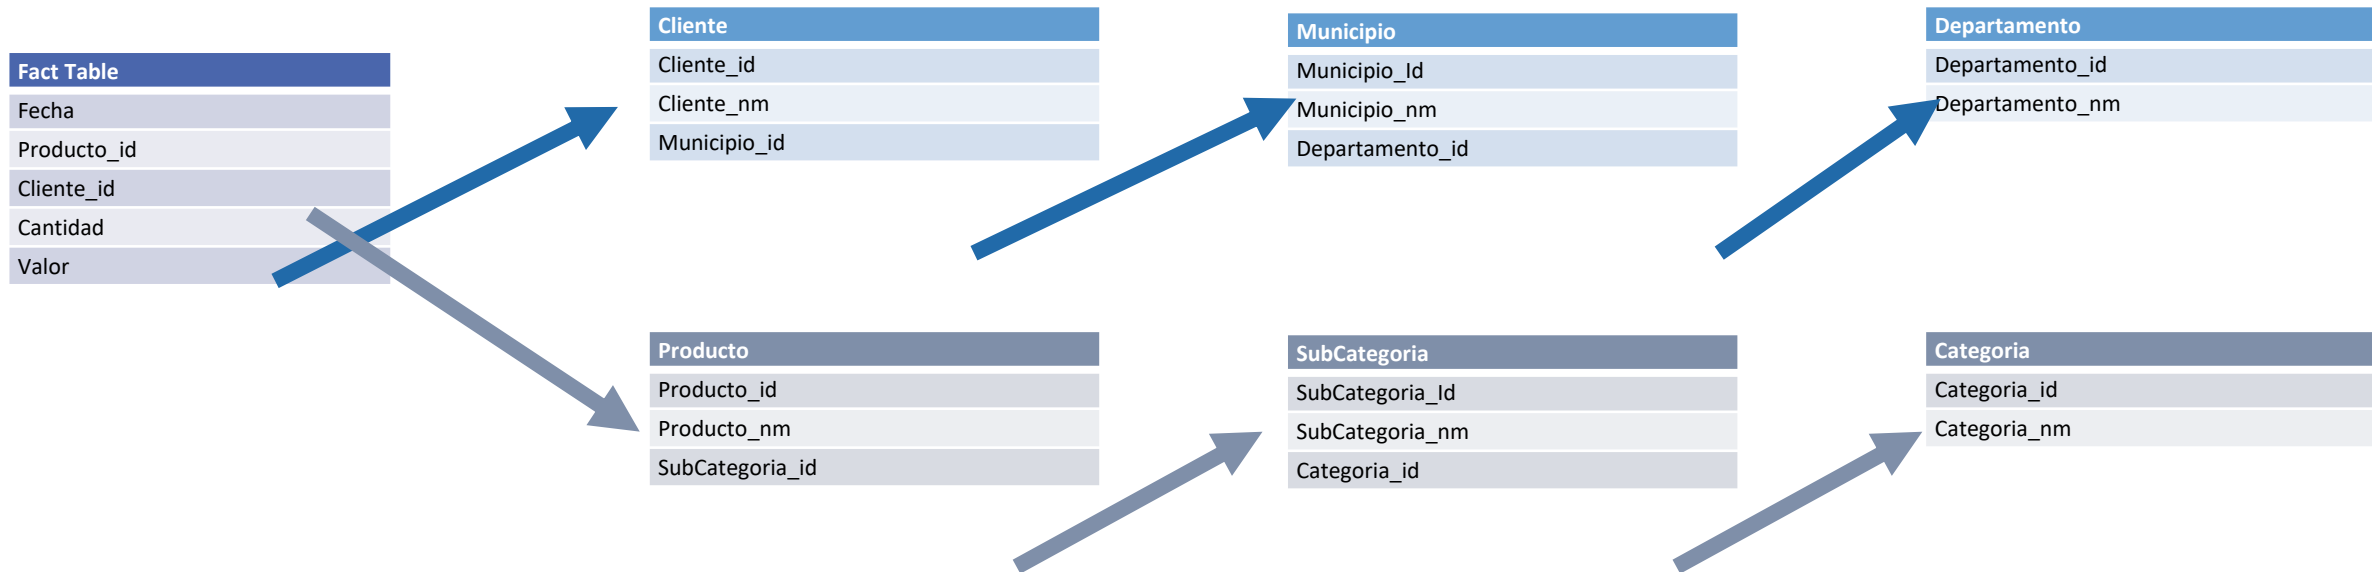 Fact Table
Fecha
Producto_id
Cliente_id
Cantidad
Valor
Cliente
Cliente_id
Cliente_nm
Municipio_id
Municipio
Municipio_Id
Municipio_nm
Departamento_id
Departamento
Departamento_id
Departamento_nm
Producto
Producto_id
Producto_nm
SubCategoria_id
SubCategoria
SubCategoria_Id
SubCategoria_nm
Categoria_id
Categoria
Categoria_id
Categoria_nm